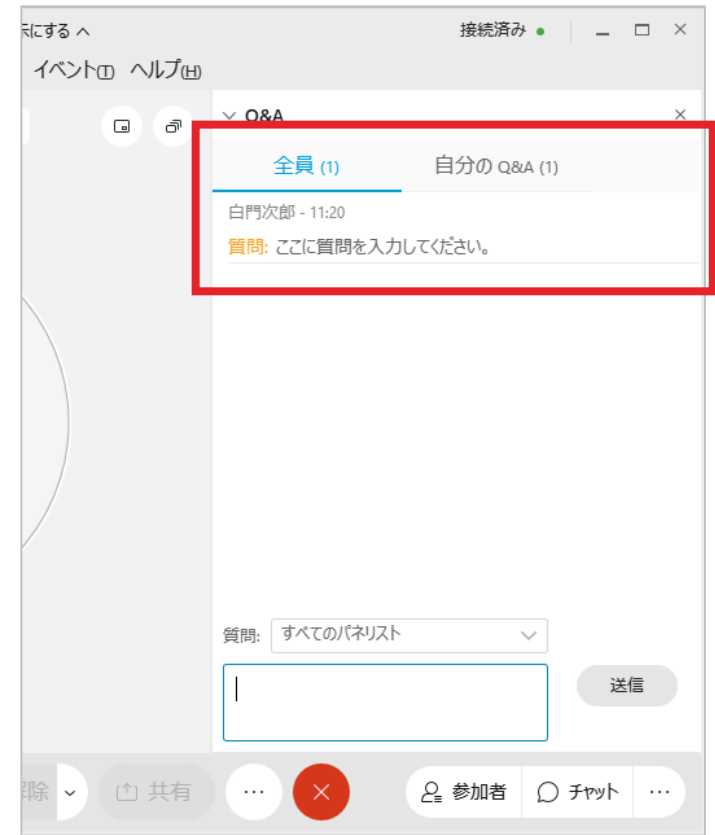 にする
接続済み
イベント(T) ヘルプ(H)
Q&A
全員 (1) 自分の Q&A (1)
白門次郎 - 11:20
質問: ここに質問を入力してください。
質問: すべてのパネリスト
送信
解除 共有 … 参加者 チャット …